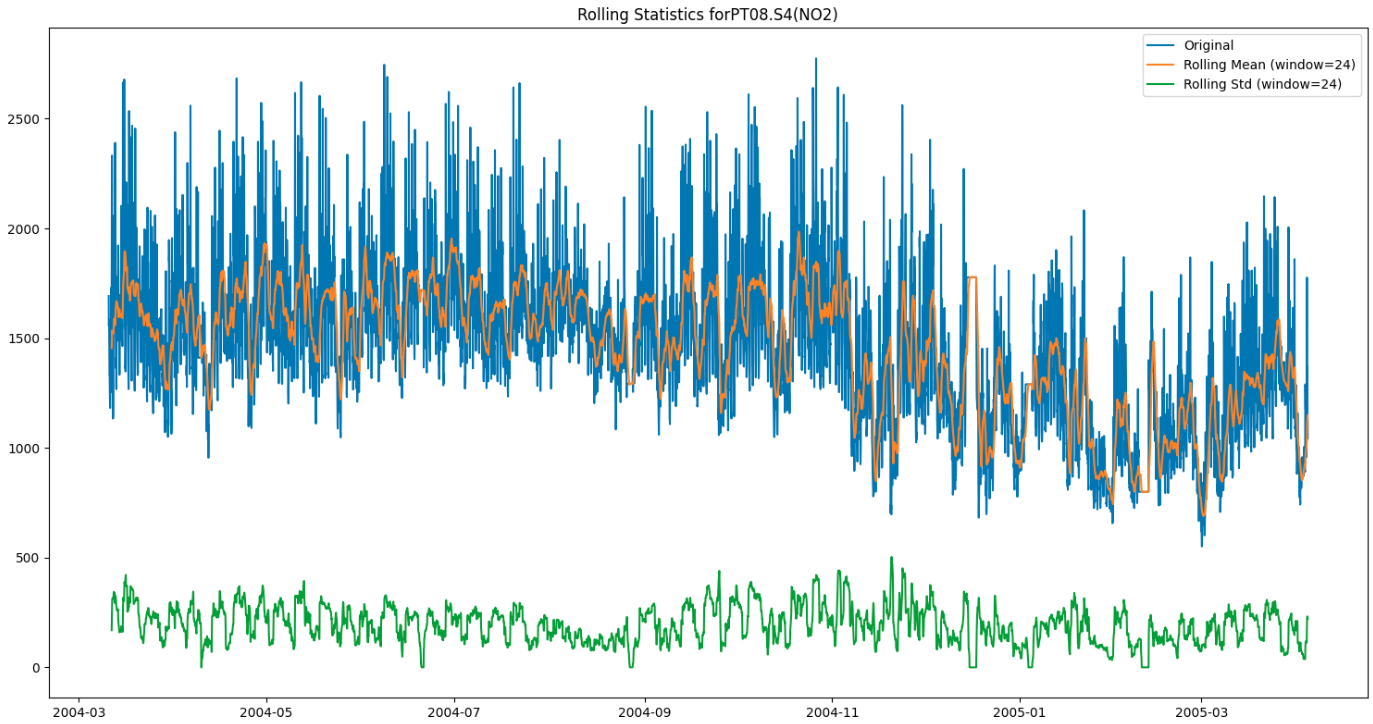 Rolling Statistics forPT08.S4(NO2)
Original
Rolling Mean (window=24)
Rolling Std (window=24)
2500
2000
1500
1000
500
0
2004-03 2004-05 2004-07 2004-09 2004-11 2005-01 2005-03